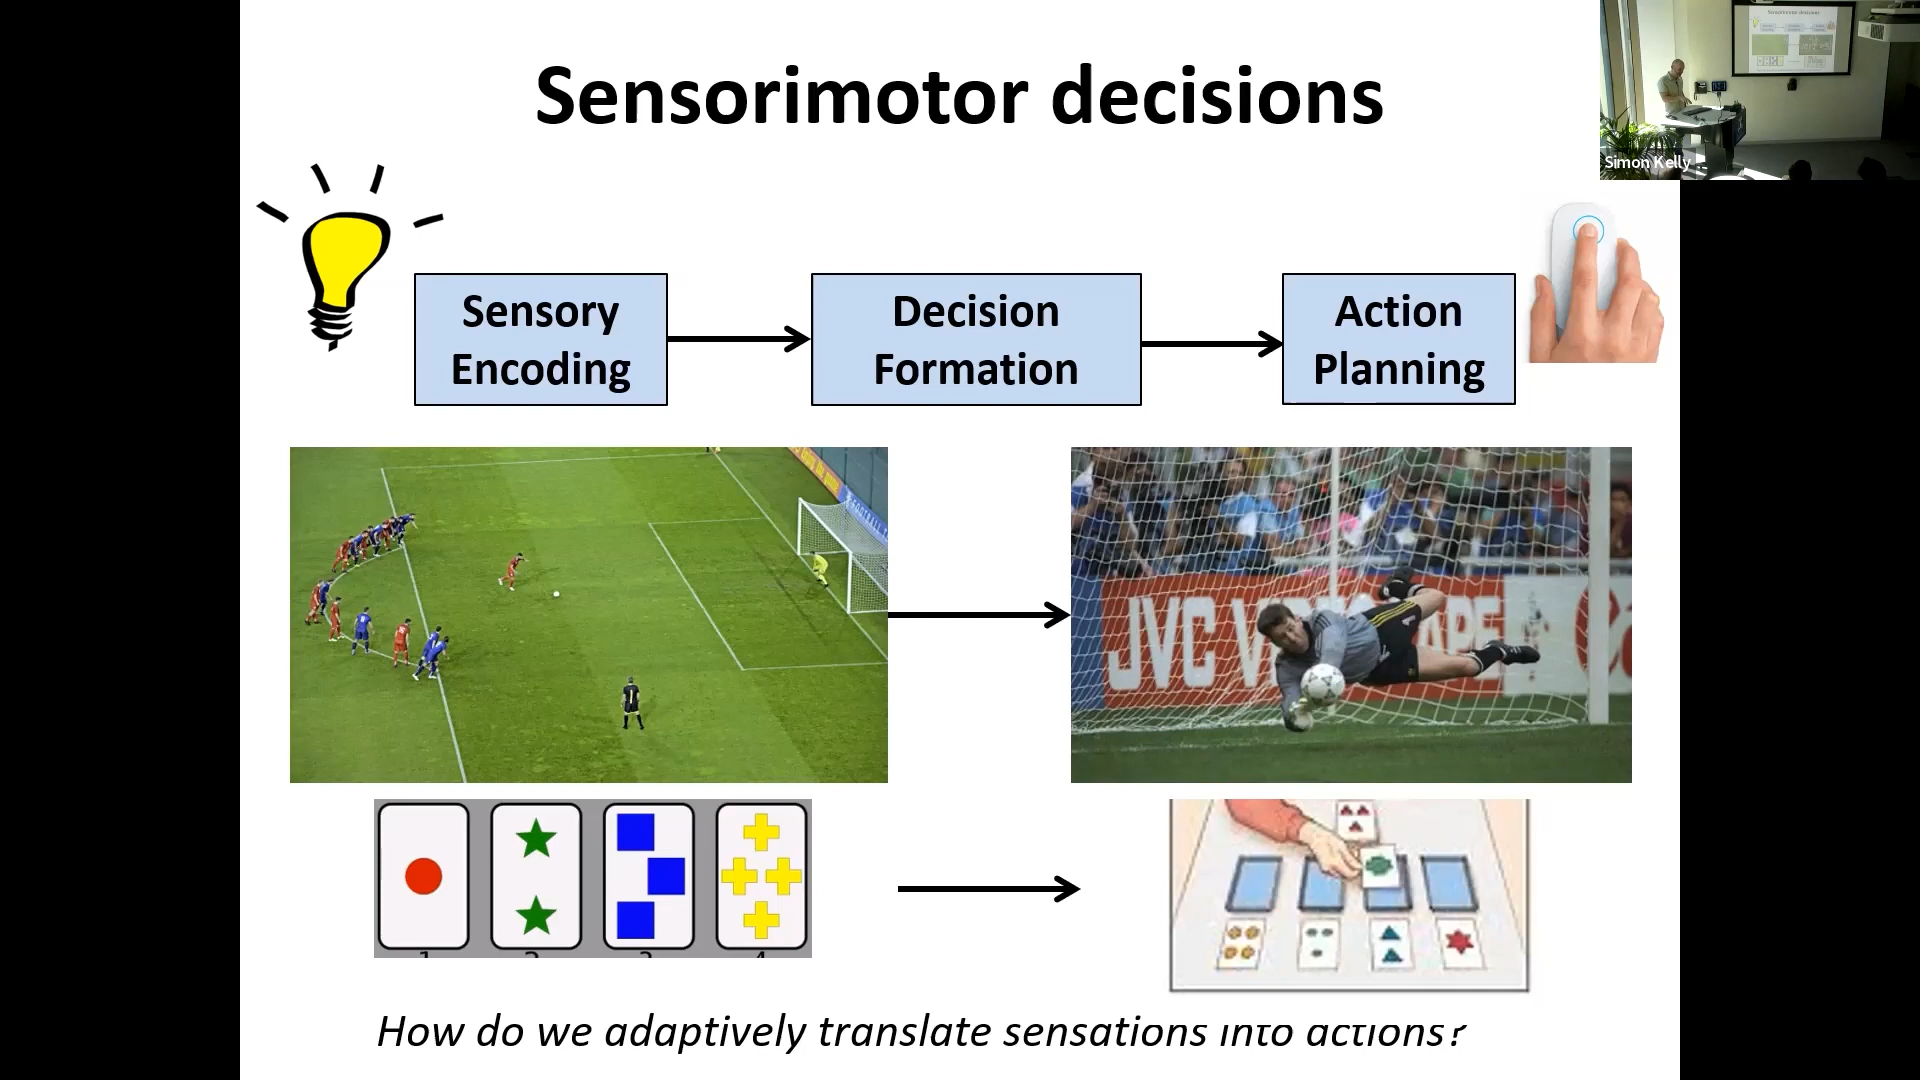 Sensorimotor decisions
Simon Kelly
Sensory
Encoding
Decision
Formation
Action
Planning
JVC
How do we adaptively translate sensations into actions?